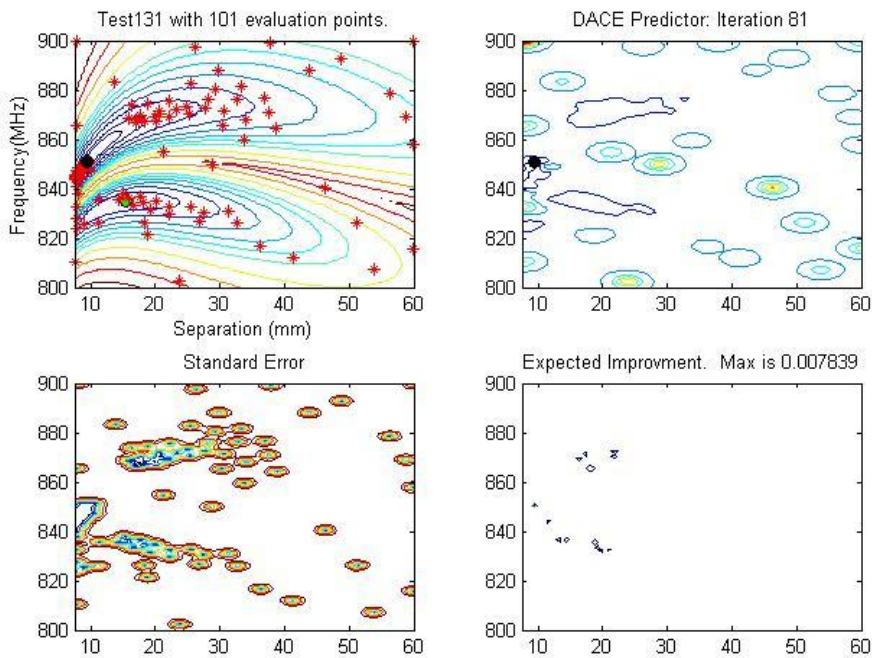 Test131 with 101 evaluation points.
900
880
860
840
820
800
Frequency(MHz)
10 20 30 40 50 60
Separation (mm)
DACE Predictor: Iteration 81
900
880
860
840
820
800
10 20 30 40 50 60
Standard Error
900
880
860
840
820
800
10 20 30 40 50 60
Expected Improvment. Max is 0.007839
900
880
860
840
820
800
10 20 30 40 50 60